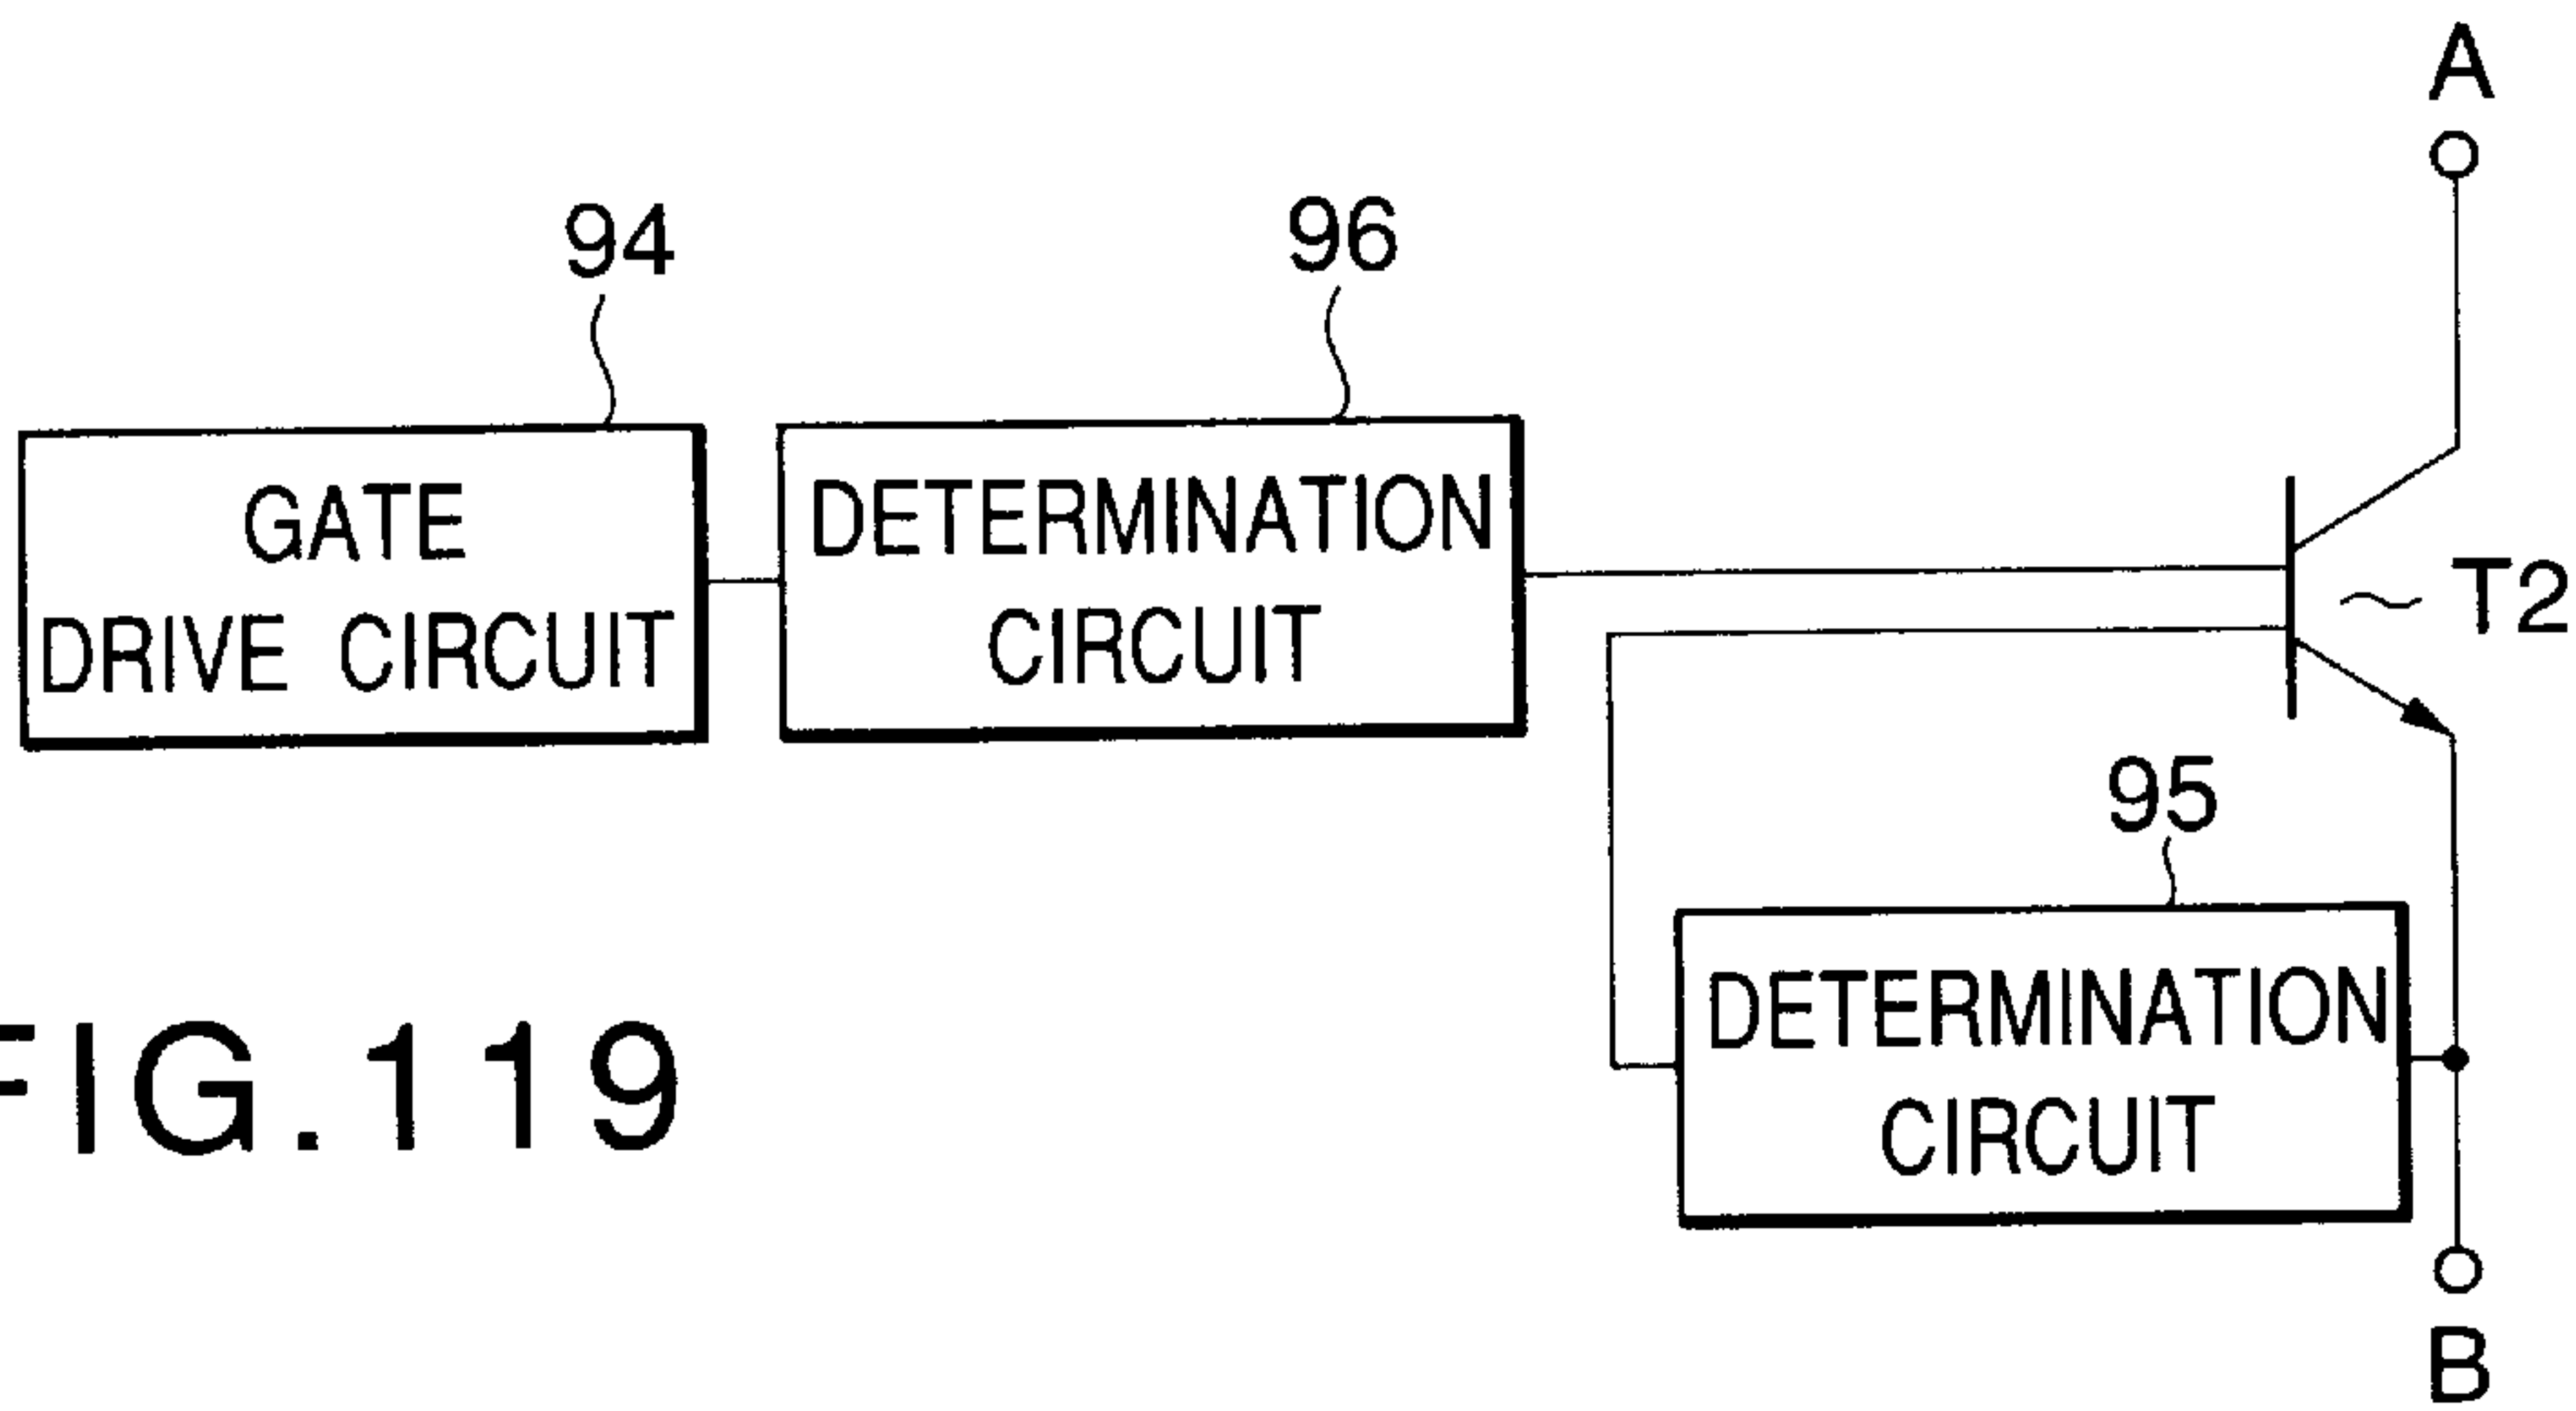 A
94
96
GATE
DRIVE CIRCUIT
DETERMINATION
CIRCUIT
T2
95
DETERMINATION
CIRCUIT
FIG.119
B